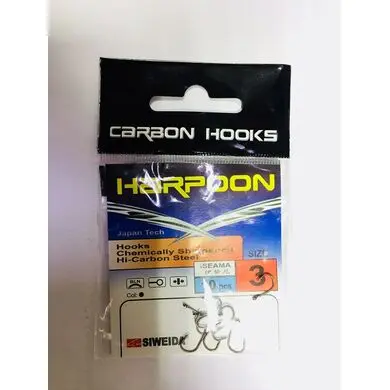 CARBON HOOKS
HARPOON
Japan Tech
Hooks
Chemically Sharpened
Hi-Carbon Steel
SIZE
3
ISEAMA
10 pcs
BLN
Col:
SIWEIDA